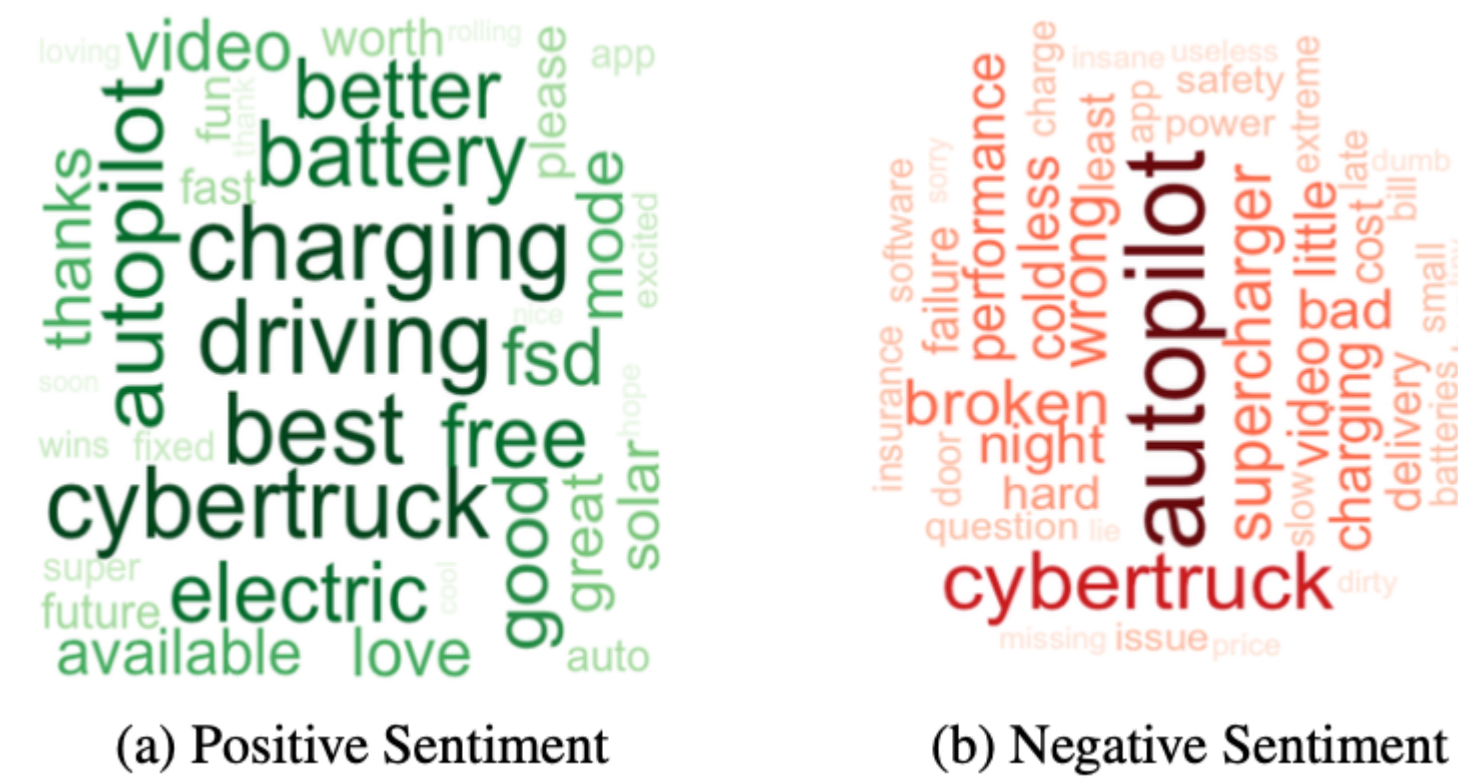 loving video worth rolling please app
better
fun thank
autopilot
battery
thanks
fast
mode
charging
excited
nice
driving fsd
soon
hope
best free
wins fixed
cybertruck
good great solar
super
electric cool
future
available love auto
charge insane useless
performance
safety
extreme
app
least
power
sorry
late dumb
software
coldless
wrong
autopilot
supercharger
little
bill
cost
failure
small
bad
insurance
video
charging
delivery
batteries
broken
night
door
hard
slow
question lie
cybertruck dirty
missing issue price
(a) Positive Sentiment
(b) Negative Sentiment